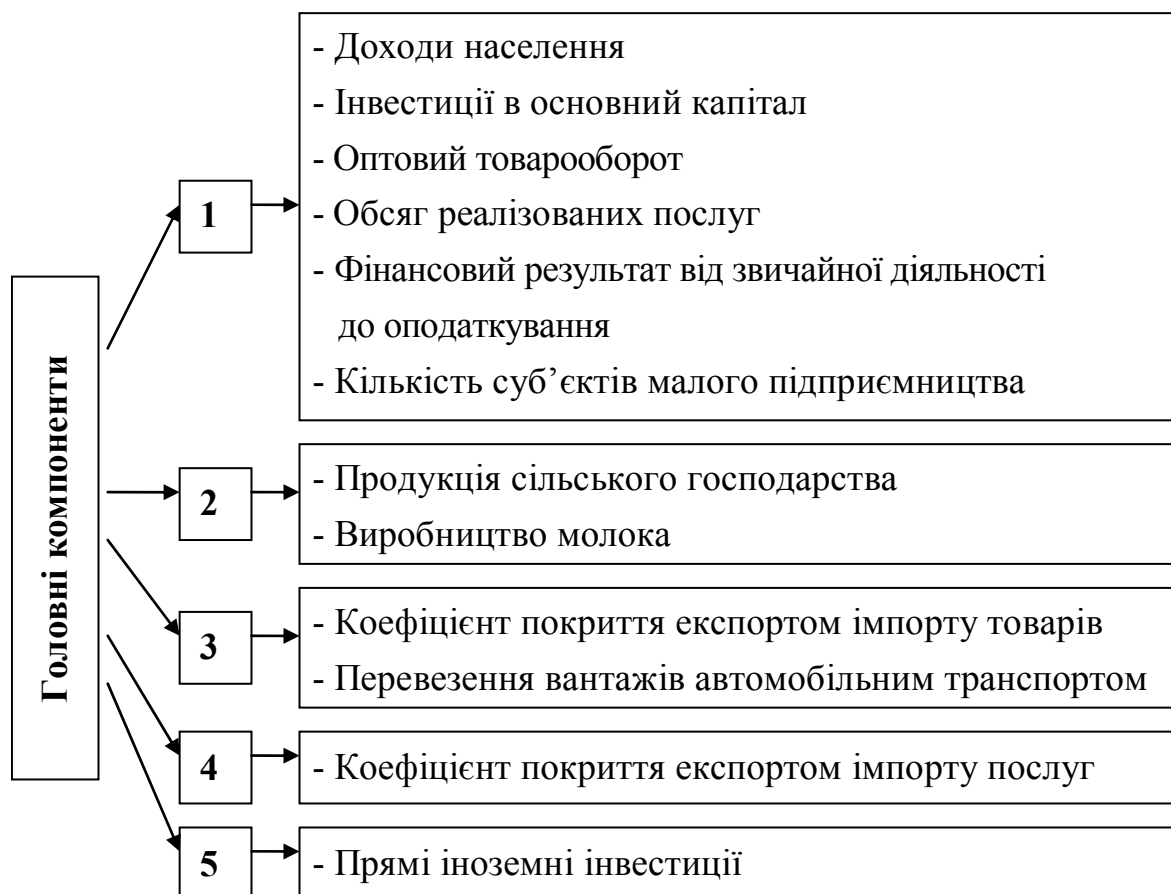 Головні компоненти
1
- Доходи населення
- Інвестиції в основний капітал
- Оптовий товарооборот
- Обсяг реалізованих послуг
- Фінансовий результат від звичайної діяльності
до оподаткування
- Кількість суб’єктів малого підприємництва
2
- Продукція сільського господарства
- Виробництво молока
3
- Коефіцієнт покриття експортом імпорту товарів
- Перевезення вантажів автомобільним транспортом
4
- Коефіцієнт покриття експортом імпорту послуг
5
- Прямі іноземні інвестиції